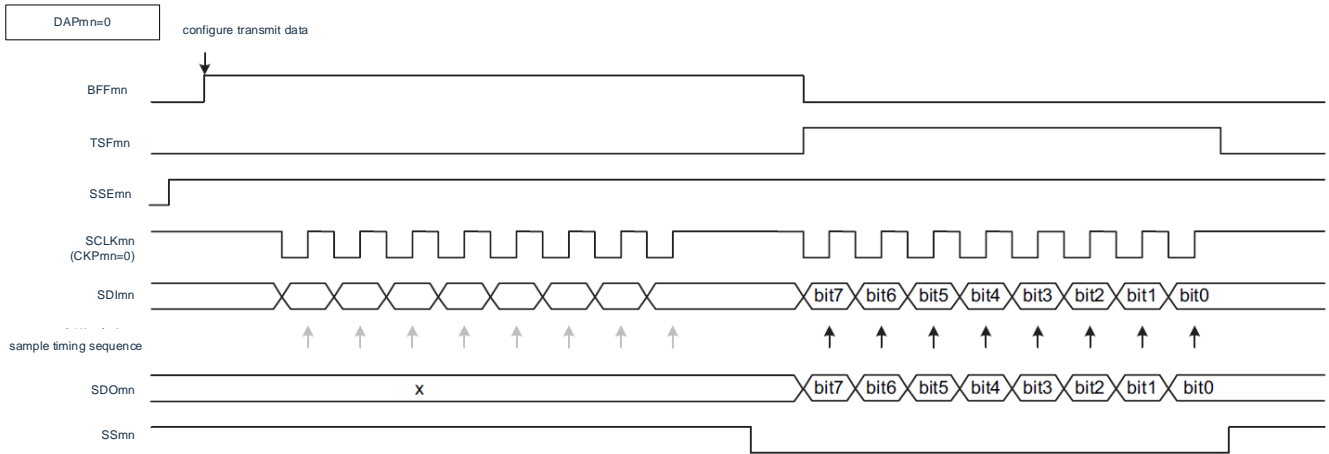 DAPmn=0
configure transmit data
BFFmn
TSFmn
SSEmn
SCLKmn
(CKPmn=0)
SDImn
bit7 bit6 bit5 bit4 bit3 bit2 bit1 bit0
sample timing sequence
SDOmn
x
bit7 bit6 bit5 bit4 bit3 bit2 bit1 bit0
SSmn